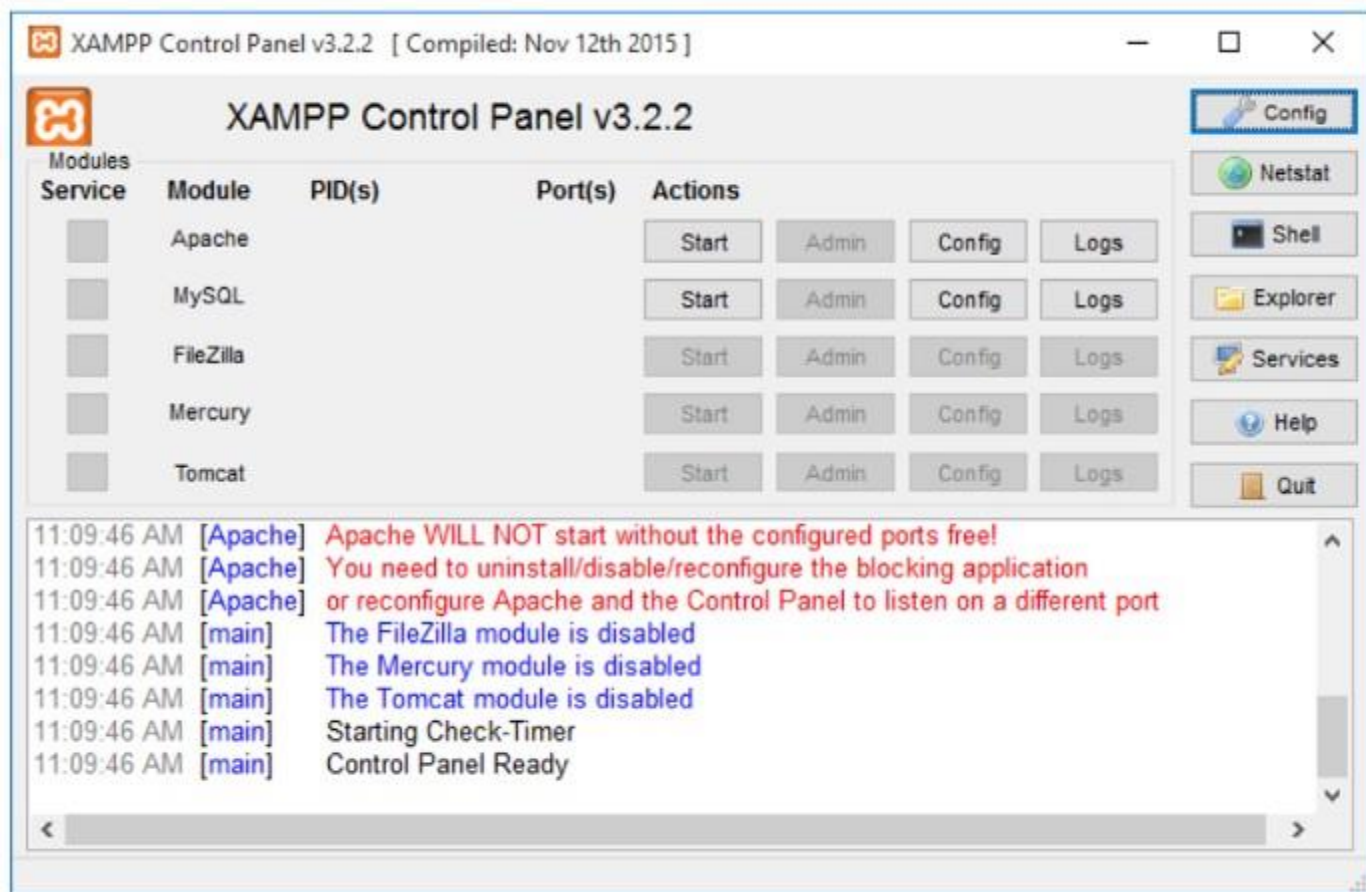 XAMPP Control Panel v3.2.2 [ Compiled: Nov 12th 2015 ]
XAMPP Control Panel v3.2.2
Config
Modules
Service Module PID(s) Port(s) Actions
Netstat
Apache Start Admin Config Logs
Shell
MySQL Start Admin Config Logs
Explorer
FileZilla Start Admin Config Logs
Services
Mercury Start Admin Config Logs
Help
Tomcat Start Admin Config Logs
Quit
11:09:46 AM [Apache] Apache WILL NOT start without the configured ports free!
11:09:46 AM [Apache] You need to uninstall/disable/reconfigure the blocking application
11:09:46 AM [Apache] or reconfigure Apache and the Control Panel to listen on a different port
11:09:46 AM [main] The FileZilla module is disabled
11:09:46 AM [main] The Mercury module is disabled
11:09:46 AM [main] The Tomcat module is disabled
11:09:46 AM [main] Starting Check-Timer
11:09:46 AM [main] Control Panel Ready